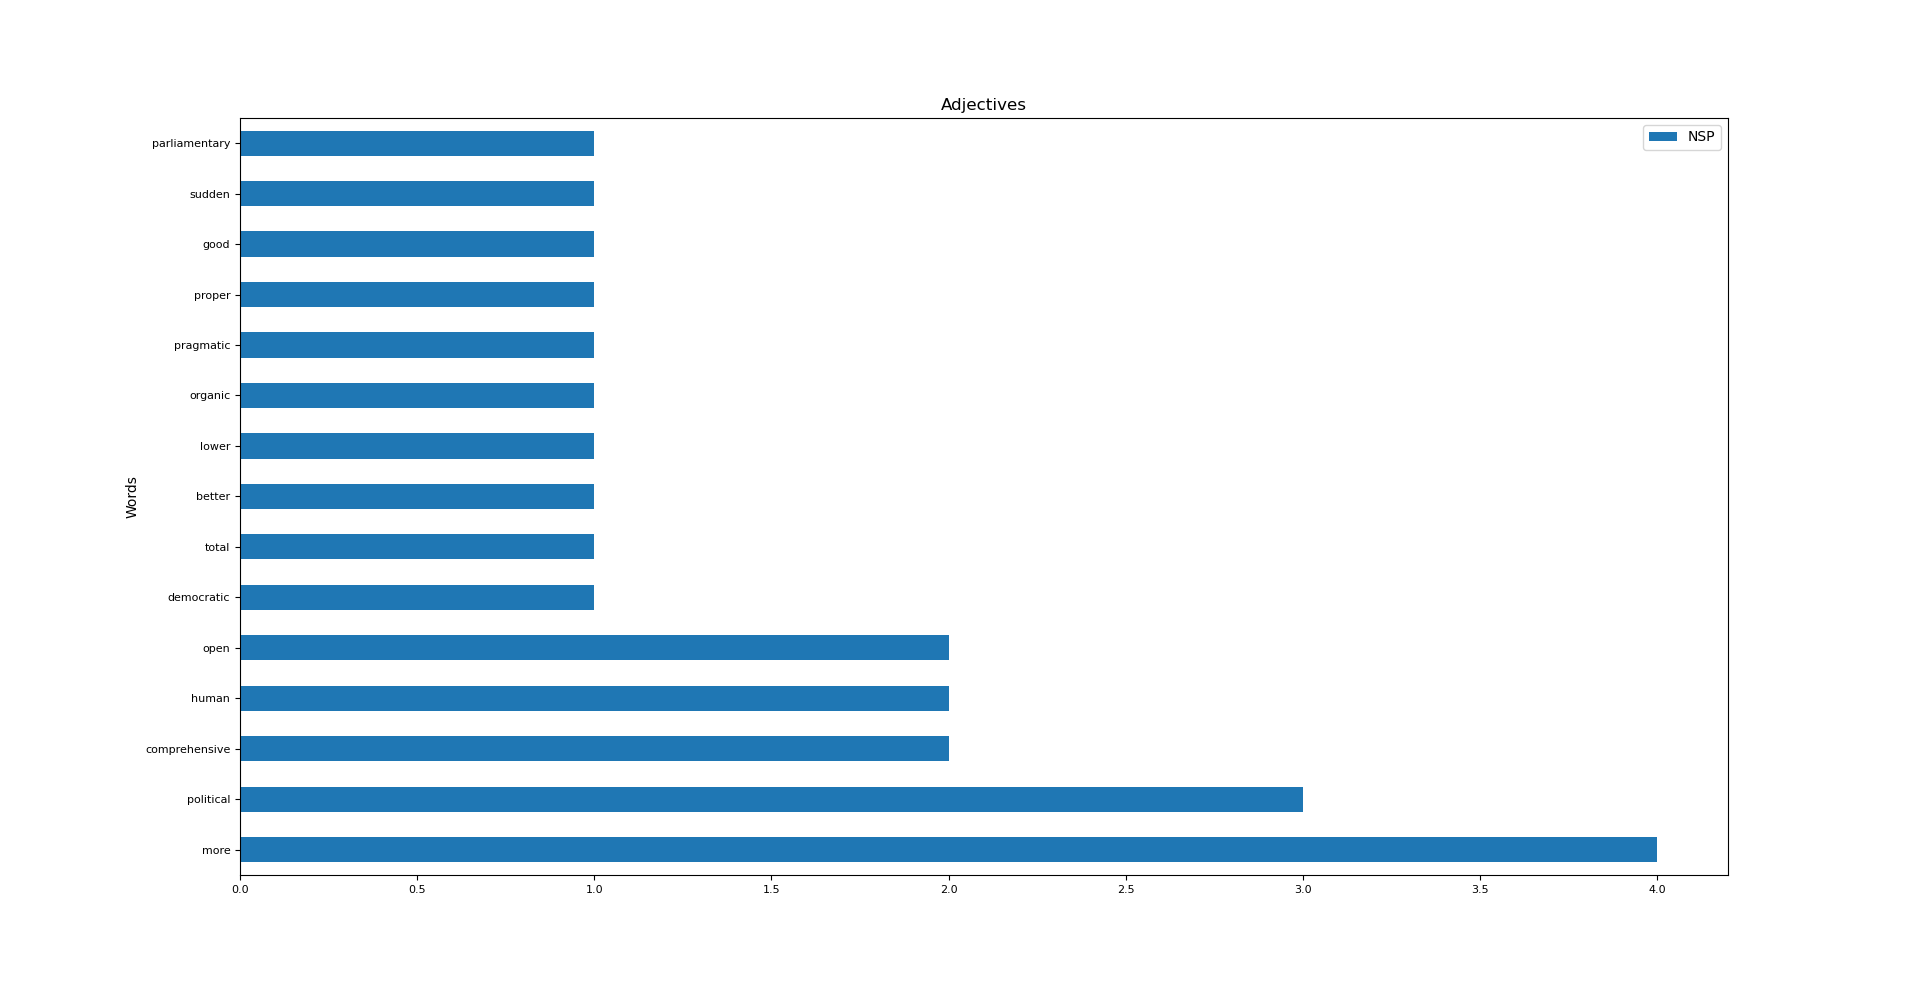 Adjectives
NSP
Words
parliamentary
sudden
good
proper
pragmatic
organic
lower
better
total
democratic
open
human
comprehensive
political
more
0.0 0.5 1.0 1.5 2.0 2.5 3.0 3.5 4.0